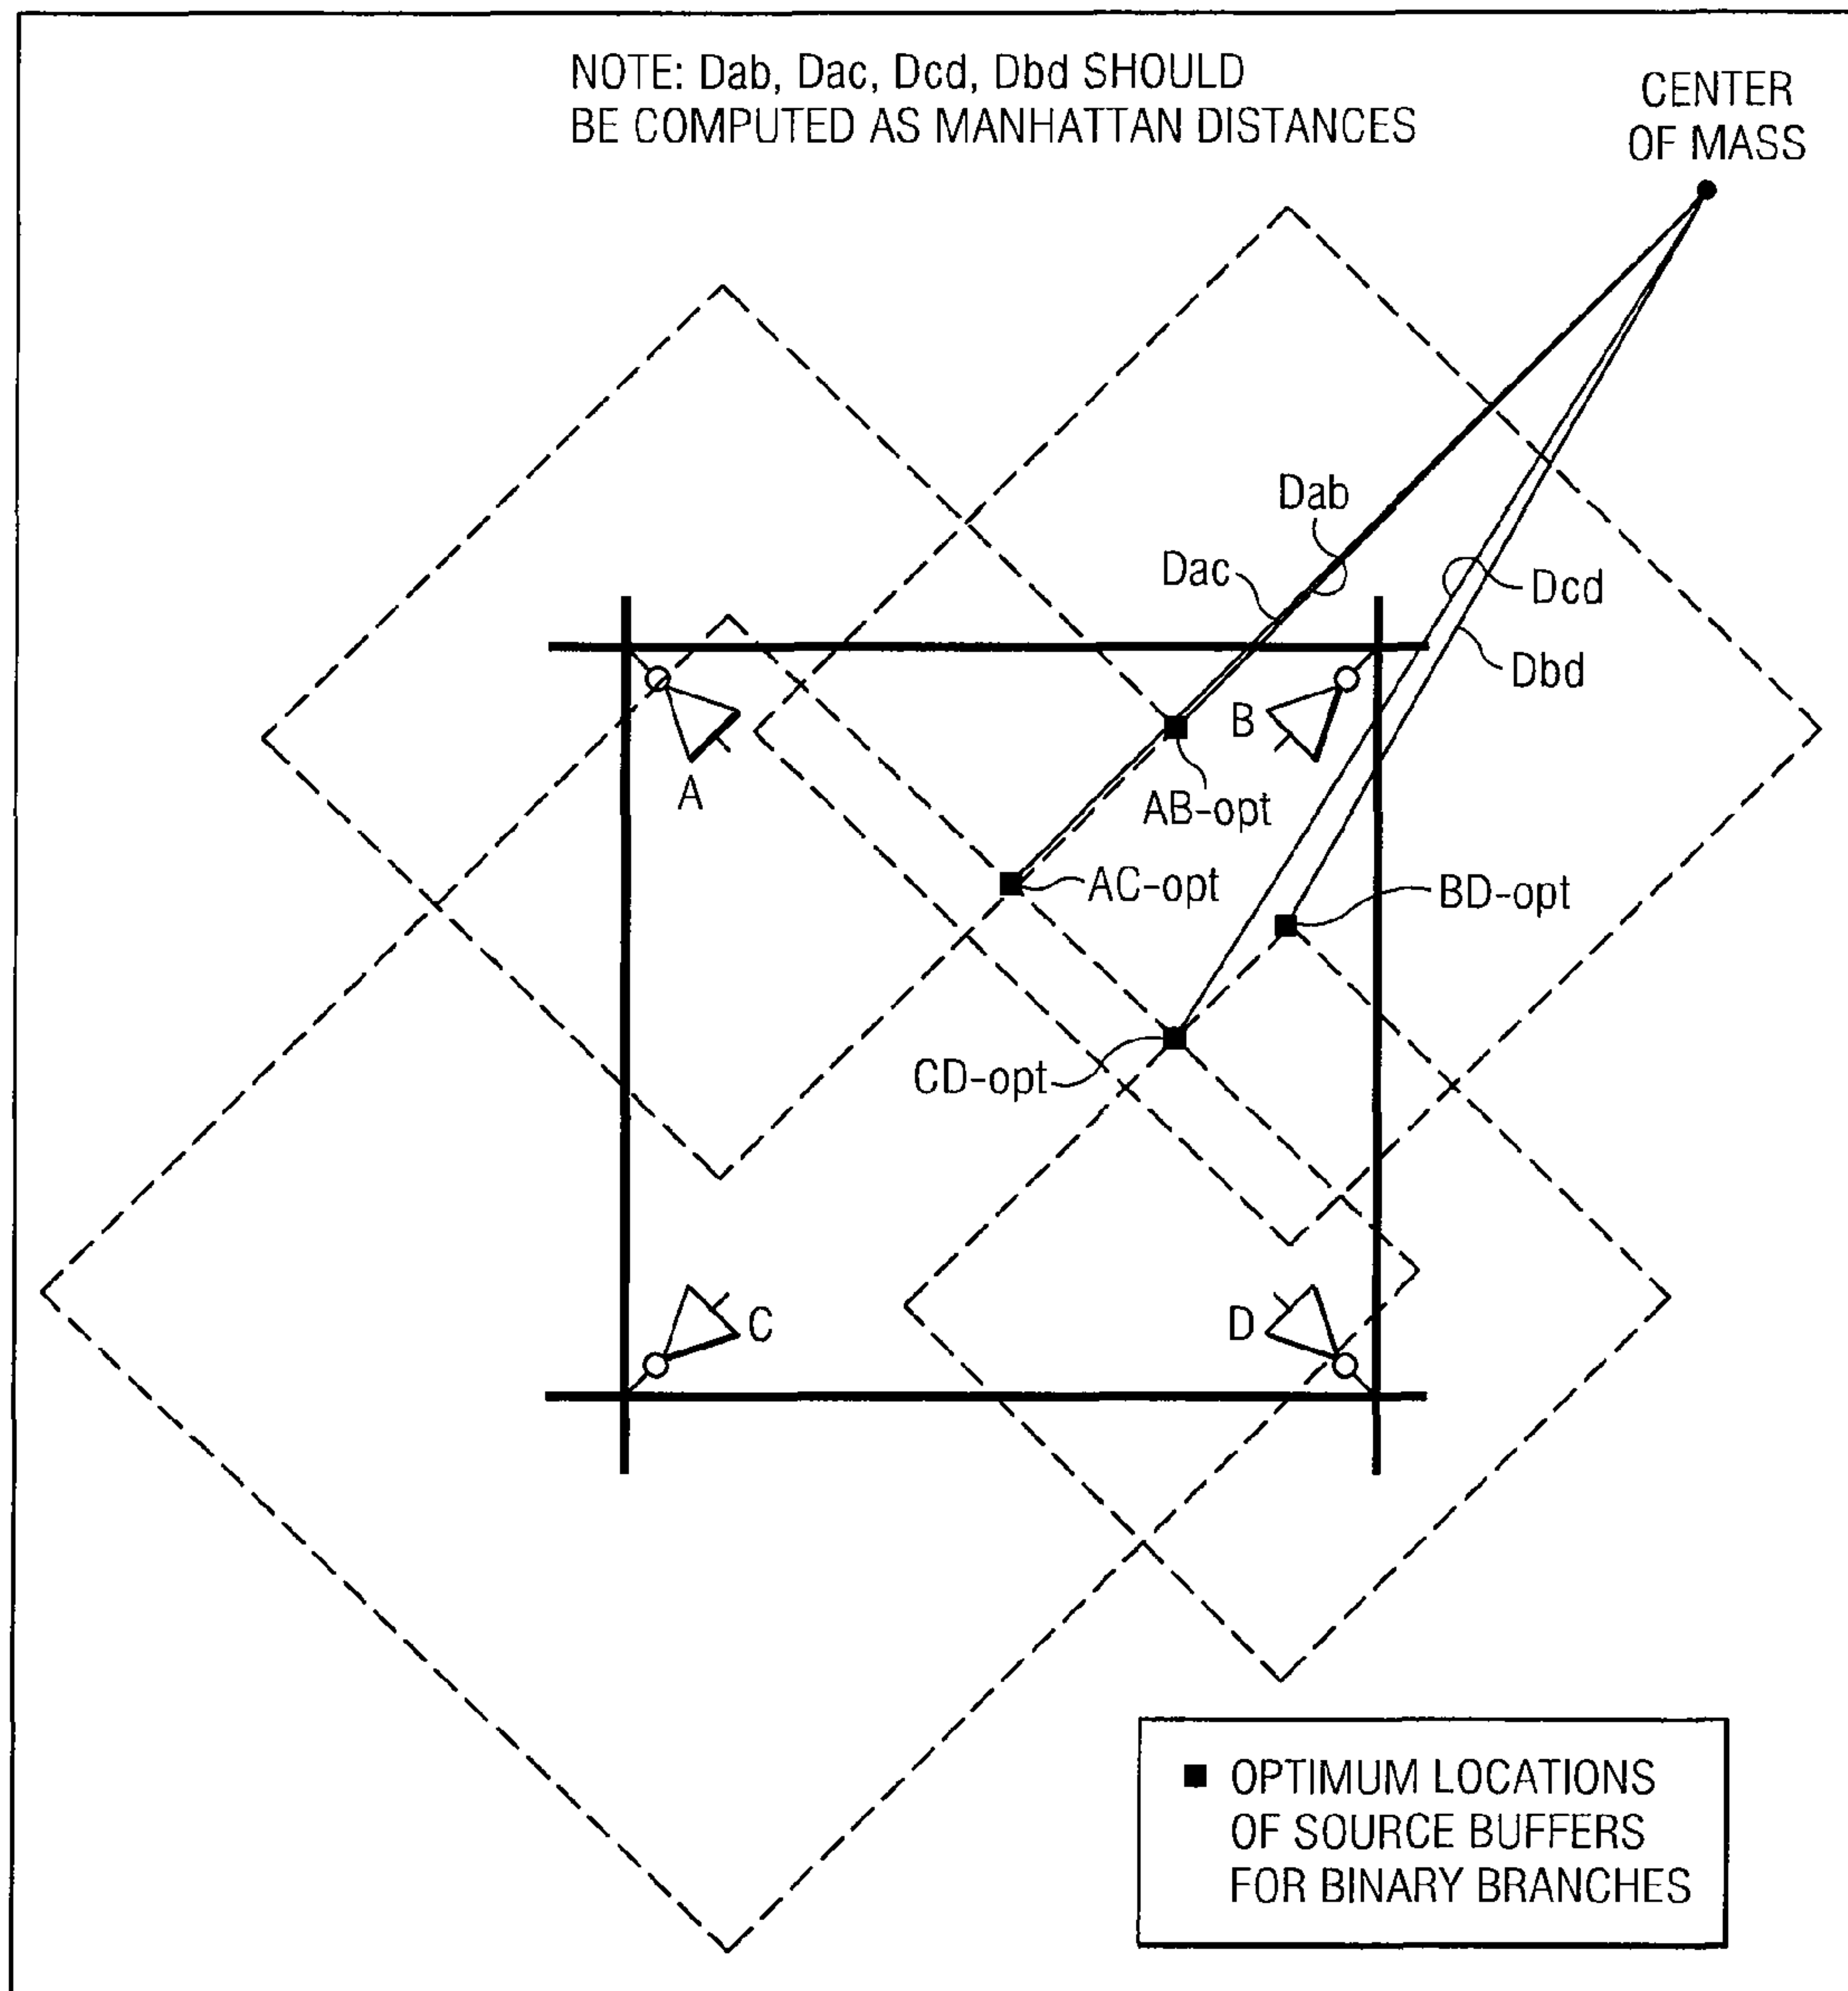 NOTE: Dab, Dac, Dcd, Dbd SHOULD
BE COMPUTED AS MANHATTAN DISTANCES
CENTER
OF MASS
Dab
Dac
Dcd
Dbd
A
B
AB-opt
AC-opt
BD-opt
CD-opt
C
D
■ OPTIMUM LOCATIONS
OF SOURCE BUFFERS
FOR BINARY BRANCHES